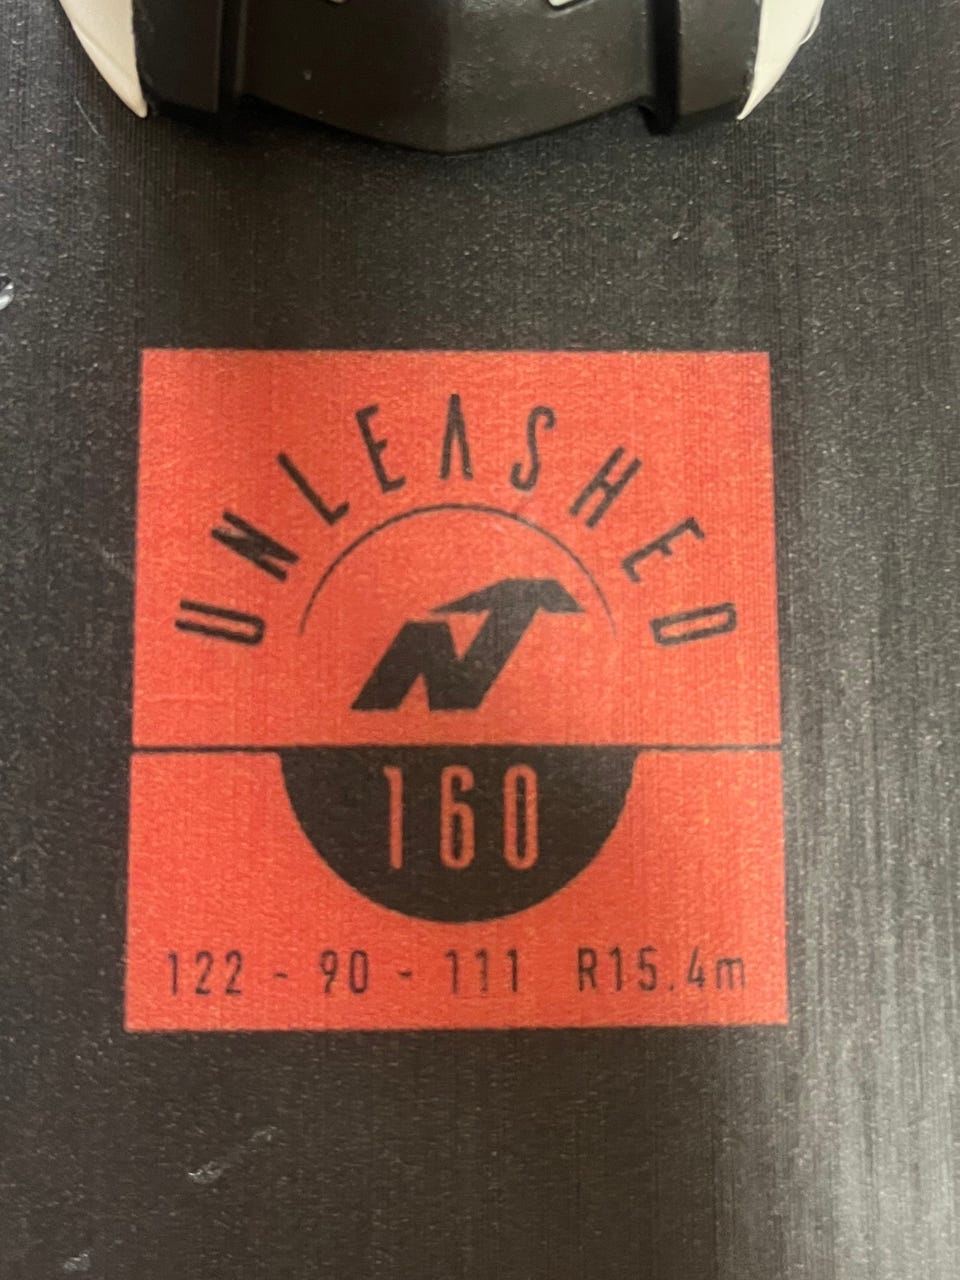 UNLEASHED
N
160
122 - 90 - 111 R15.4m